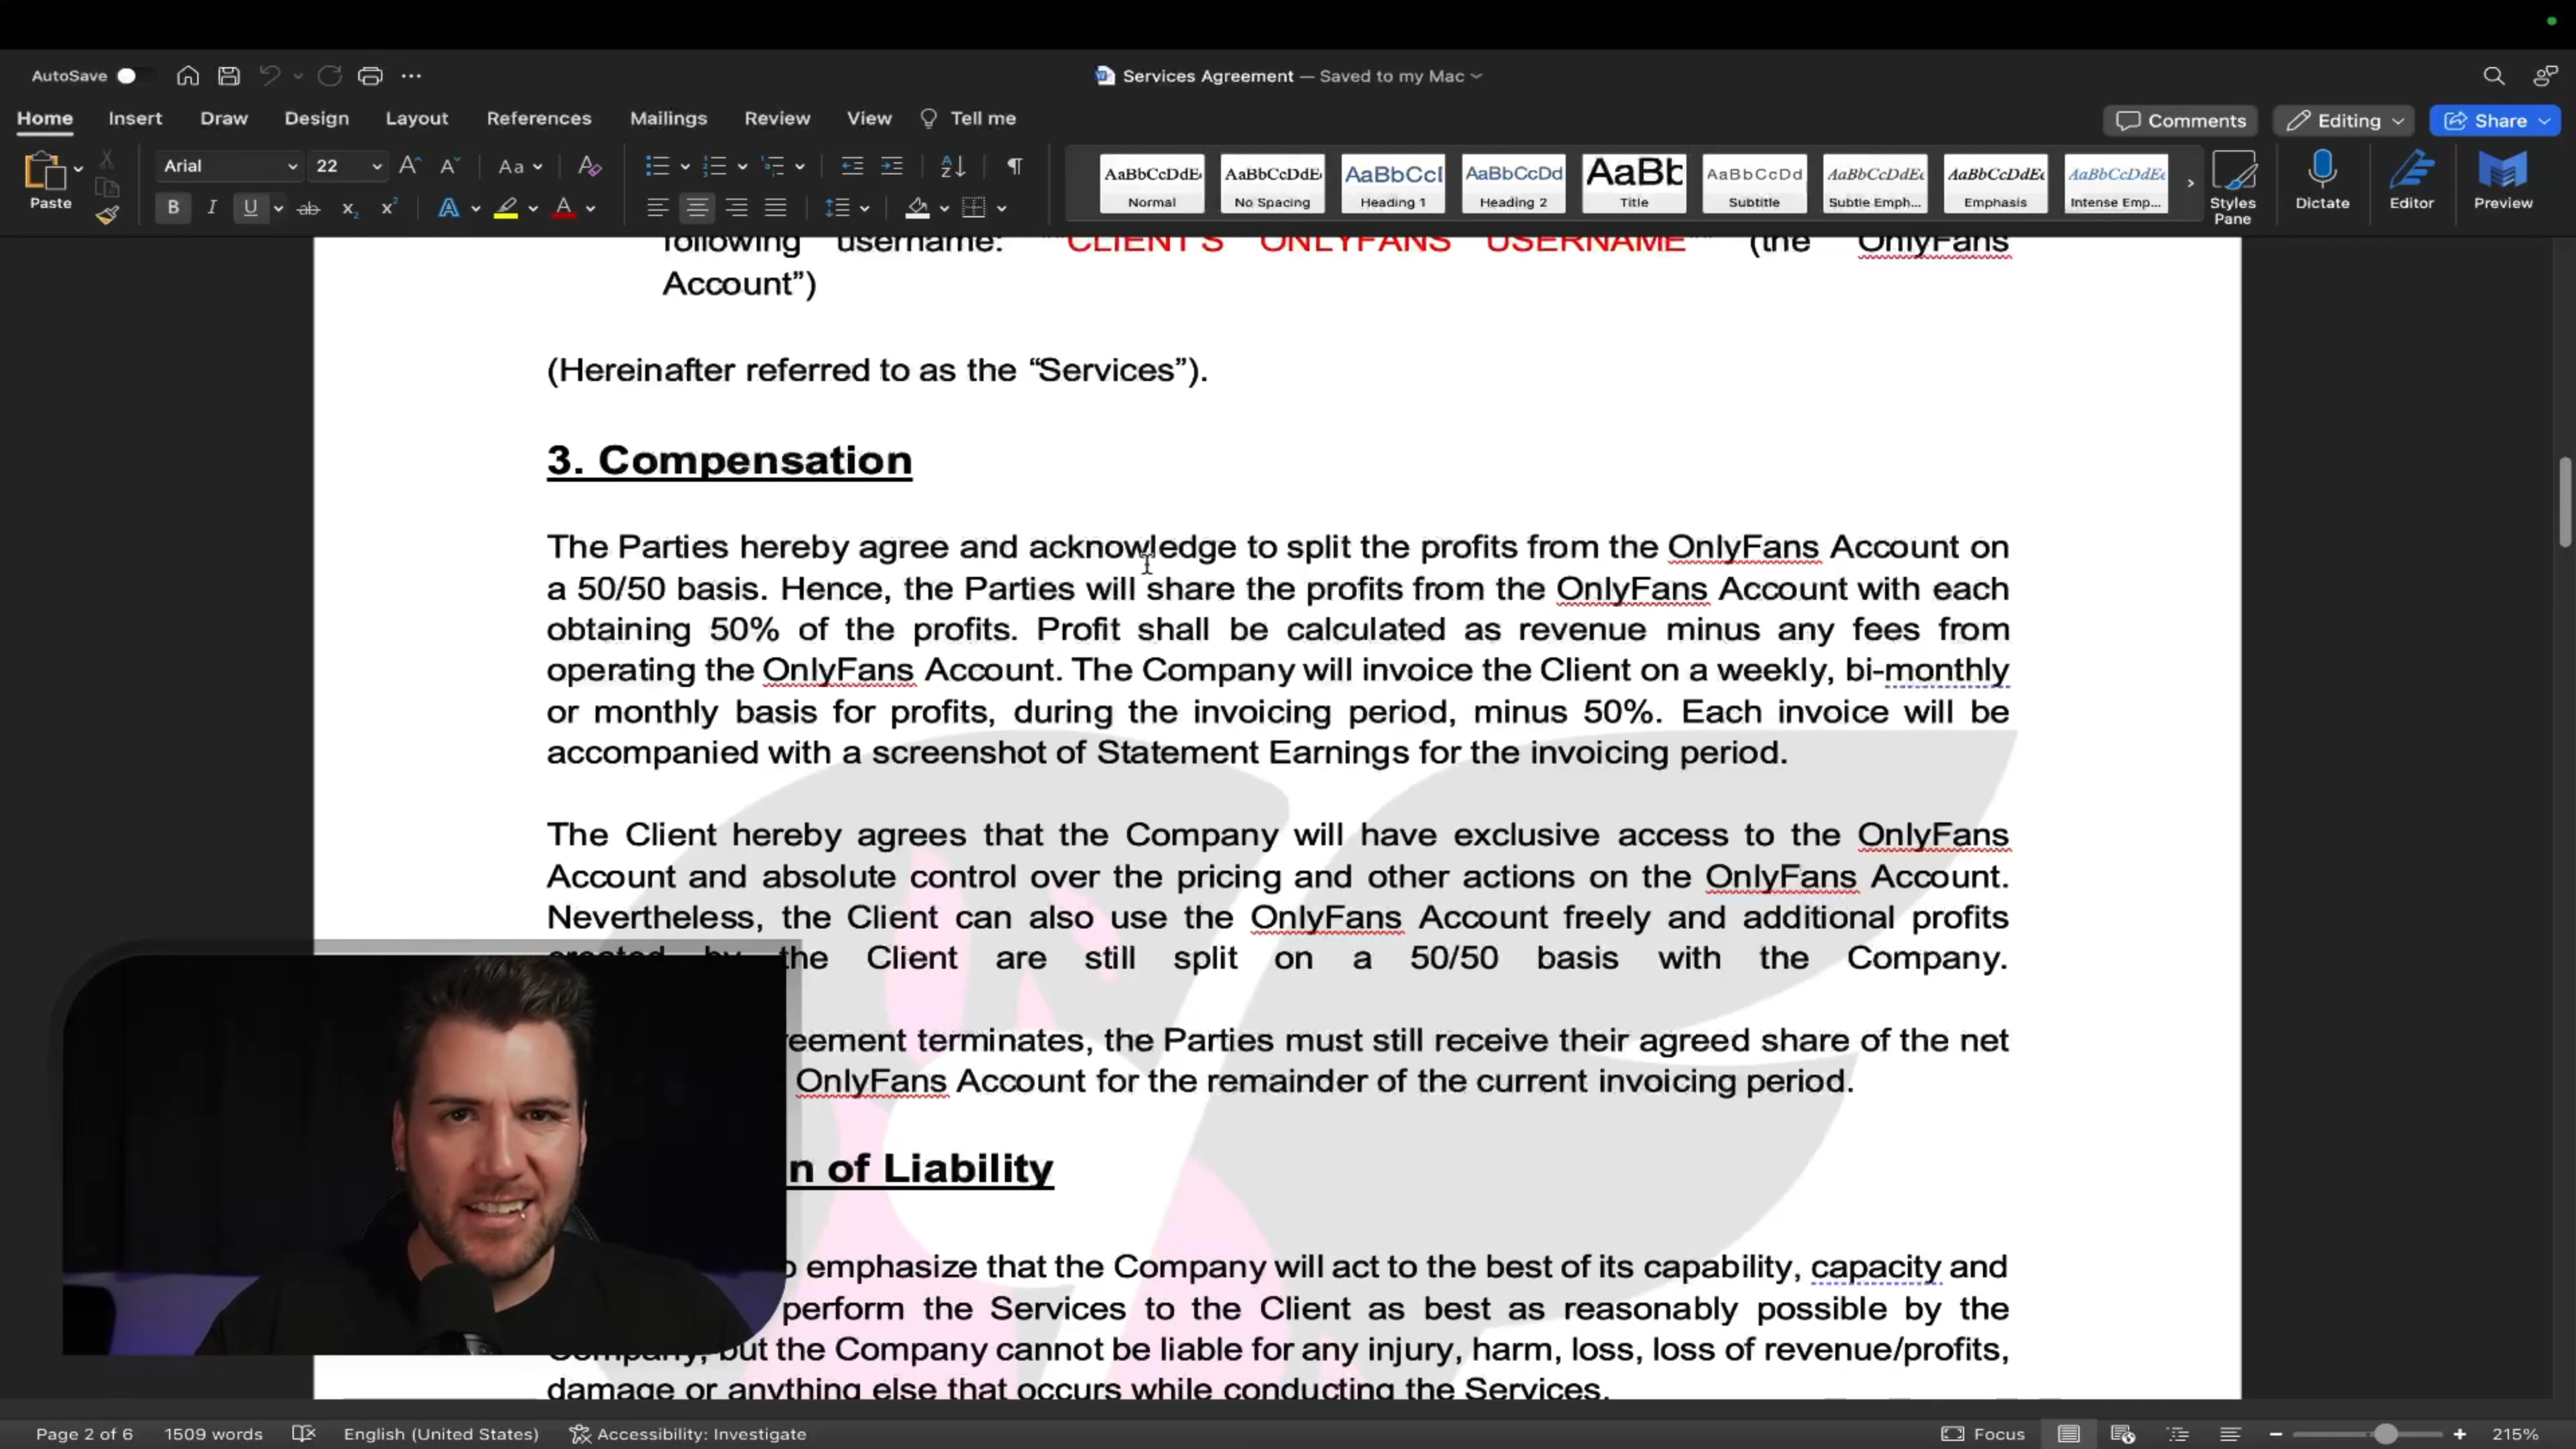 AutoSave
Services Agreement — Saved to my Mac
Home Insert Draw Design Layout References Mailings Review View Tell me
Comments Editing Share
Paste
Arial 22
AaBbCcDdEe AaBbCcDdEe AaBbCcI AaBbCcDd AaBb AaBbCcDd AaBbCcDdEe AaBbCcDdEe AaBbCcDdEe
Normal No Spacing Heading 1 Heading 2 Title Subtitle Subtle Emph... Emphasis Intense Emp...
Styles Pane
Dictate
Editor
Preview
following username: "CLIENT'S ONLYFANS USERNAME" (the OnlyFans
Account”)
(Hereinafter referred to as the “Services”).
3. Compensation
The Parties hereby agree and acknowledge to split the profits from the OnlyFans Account on
a 50/50 basis. Hence, the Parties will share the profits from the OnlyFans Account with each
obtaining 50% of the profits. Profit shall be calculated as revenue minus any fees from
operating the OnlyFans Account. The Company will invoice the Client on a weekly, bi-monthly
or monthly basis for profits, during the invoicing period, minus 50%. Each invoice will be
accompanied with a screenshot of Statement Earnings for the invoicing period.
The Client hereby agrees that the Company will have exclusive access to the OnlyFans
Account and absolute control over the pricing and other actions on the OnlyFans Account.
Nevertheless, the Client can also use the OnlyFans Account freely and additional profits
created by the Client are still split on a 50/50 basis with the Company.
reement terminates, the Parties must still receive their agreed share of the net
OnlyFans Account for the remainder of the current invoicing period.
n of Liability
o emphasize that the Company will act to the best of its capability, capacity and
perform the Services to the Client as best as reasonably possible by the
Company, but the Company cannot be liable for any injury, harm, loss, loss of revenue/profits,
damage or anything else that occurs while conducting the Services.
Page 2 of 6 1509 words English (United States) Accessibility: Investigate
Focus 215%